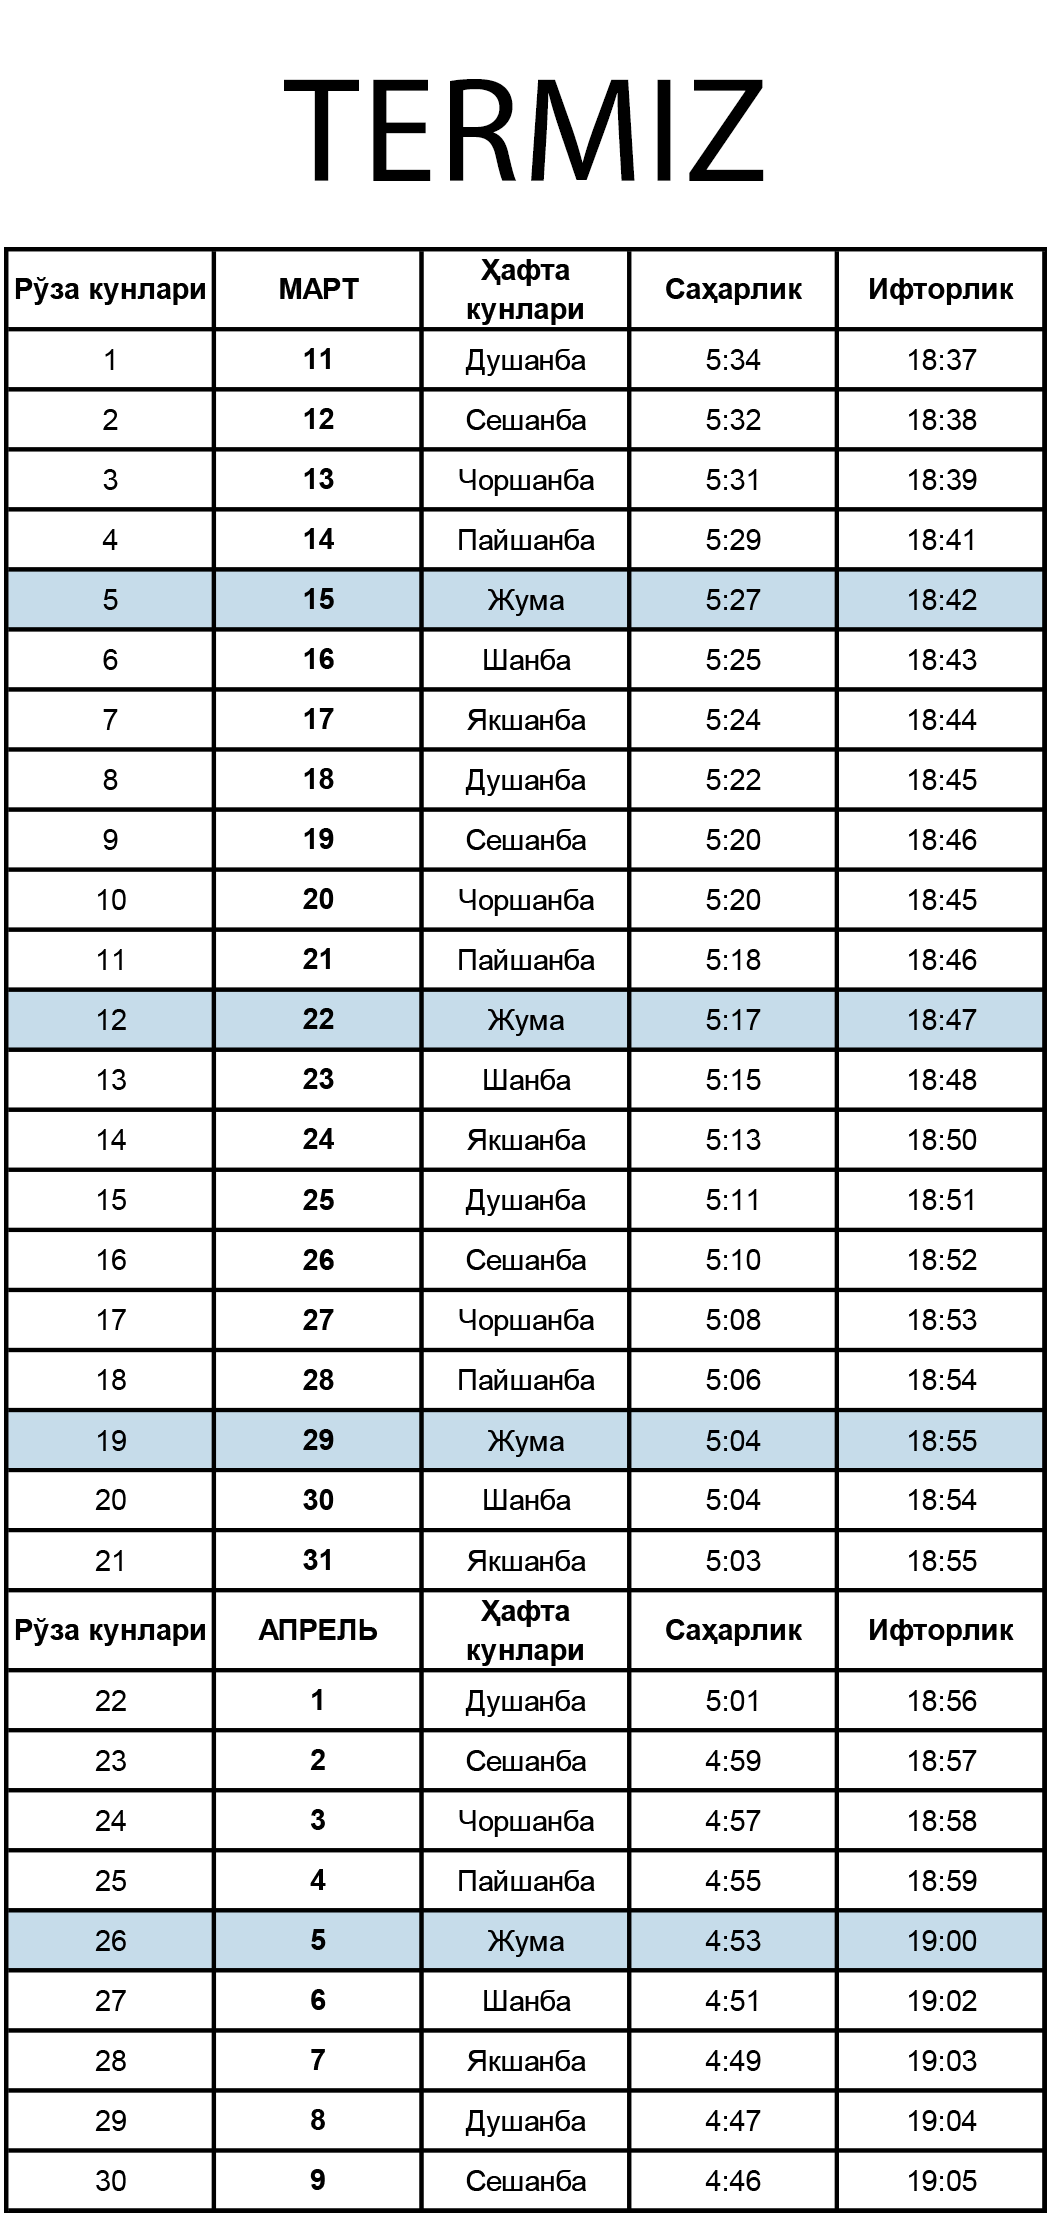 TERMIZ
Рўза кунлари МАРТ Ҳафта кунлари Саҳарлик Ифторлик
1 11 Душанба 5:34 18:37
2 12 Сешанба 5:32 18:38
3 13 Чоршанба 5:31 18:39
4 14 Пайшанба 5:29 18:41
5 15 Жума 5:27 18:42
6 16 Шанба 5:25 18:43
7 17 Якшанба 5:24 18:44
8 18 Душанба 5:22 18:45
9 19 Сешанба 5:20 18:46
10 20 Чоршанба 5:20 18:45
11 21 Пайшанба 5:18 18:46
12 22 Жума 5:17 18:47
13 23 Шанба 5:15 18:48
14 24 Якшанба 5:13 18:50
15 25 Душанба 5:11 18:51
16 26 Сешанба 5:10 18:52
17 27 Чоршанба 5:08 18:53
18 28 Пайшанба 5:06 18:54
19 29 Жума 5:04 18:55
20 30 Шанба 5:04 18:54
21 31 Якшанба 5:03 18:55
Рўза кунлари АПРЕЛЬ Ҳафта кунлари Саҳарлик Ифторлик
22 1 Душанба 5:01 18:56
23 2 Сешанба 4:59 18:57
24 3 Чоршанба 4:57 18:58
25 4 Пайшанба 4:55 18:59
26 5 Жума 4:53 19:00
27 6 Шанба 4:51 19:02
28 7 Якшанба 4:49 19:03
29 8 Душанба 4:47 19:04
30 9 Сешанба 4:46 19:05